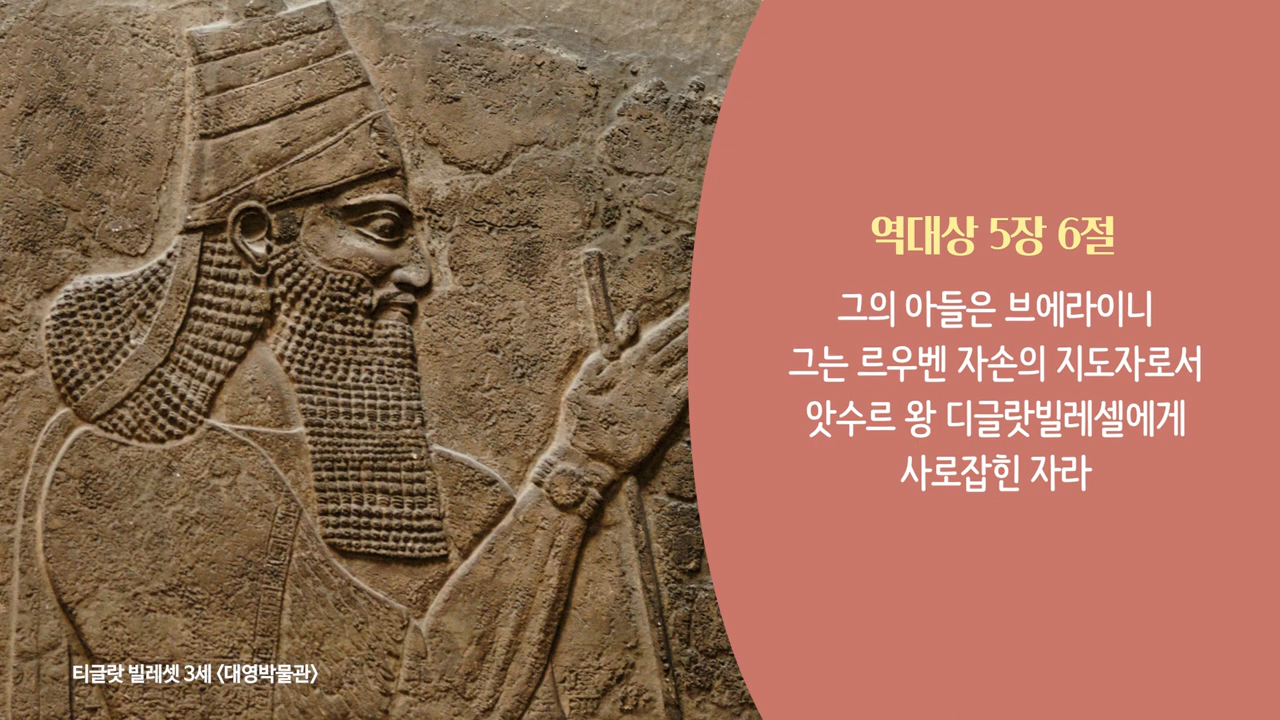 역대상 5장 6절
그의 아들은 브에라이니
그는 르우벤 자손의 지도자로서
앗수르 왕 디글랏빌레셀에게
사로잡힌 자라
티글랏 빌레셋 3세 <대영박물관>